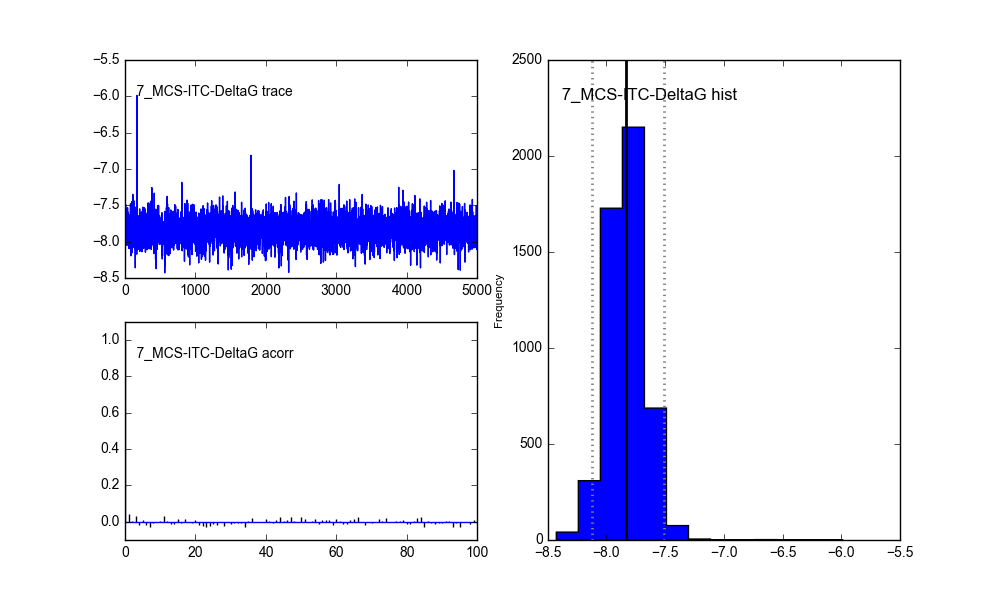 −5.5
−6.0
−6.5
−7.0
−7.5
−8.0
−8.5
7_MCS-ITC-DeltaG trace
0 1000 2000 3000 4000 5000
1.0
0.8
0.6
0.4
0.2
0.0
7_MCS-ITC-DeltaG acorr
0 20 40 60 80 100
Frequency
2500
2000
1500
1000
500
0
7_MCS-ITC-DeltaG hist
−8.5 −8.0 −7.5 −7.0 −6.5 −6.0 −5.5